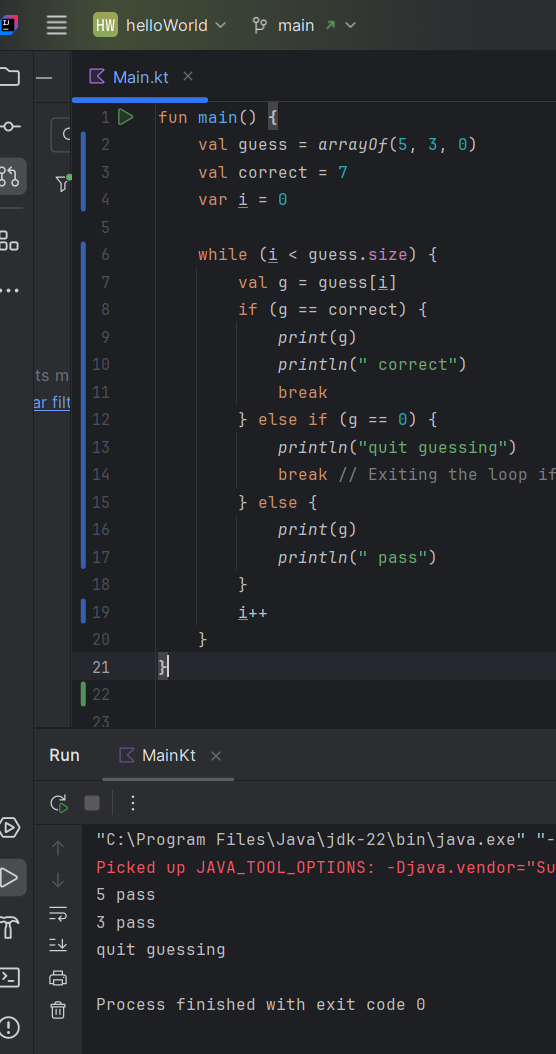 HW helloWorld main
Main.kt
1 fun main() {
2 val guess = arrayOf(5, 3, 0)
3 val correct = 7
4 var i = 0
5
6 while (i < guess.size) {
7 val g = guess[i]
8 if (g == correct) {
9 print(g)
10 println(" correct")
11 break
12 } else if (g == 0) {
13 println("quit guessing")
14 break // Exiting the loop if
15 } else {
16 print(g)
17 println(" pass")
18 }
19 i++
20 }
21 }
22
23
ts m
ar filt
Run MainKt
"C:\Program Files\Java\jdk-22\bin\java.exe" "-
Picked up JAVA_TOOL_OPTIONS: -Djava.vendor="Su
5 pass
3 pass
quit guessing
Process finished with exit code 0